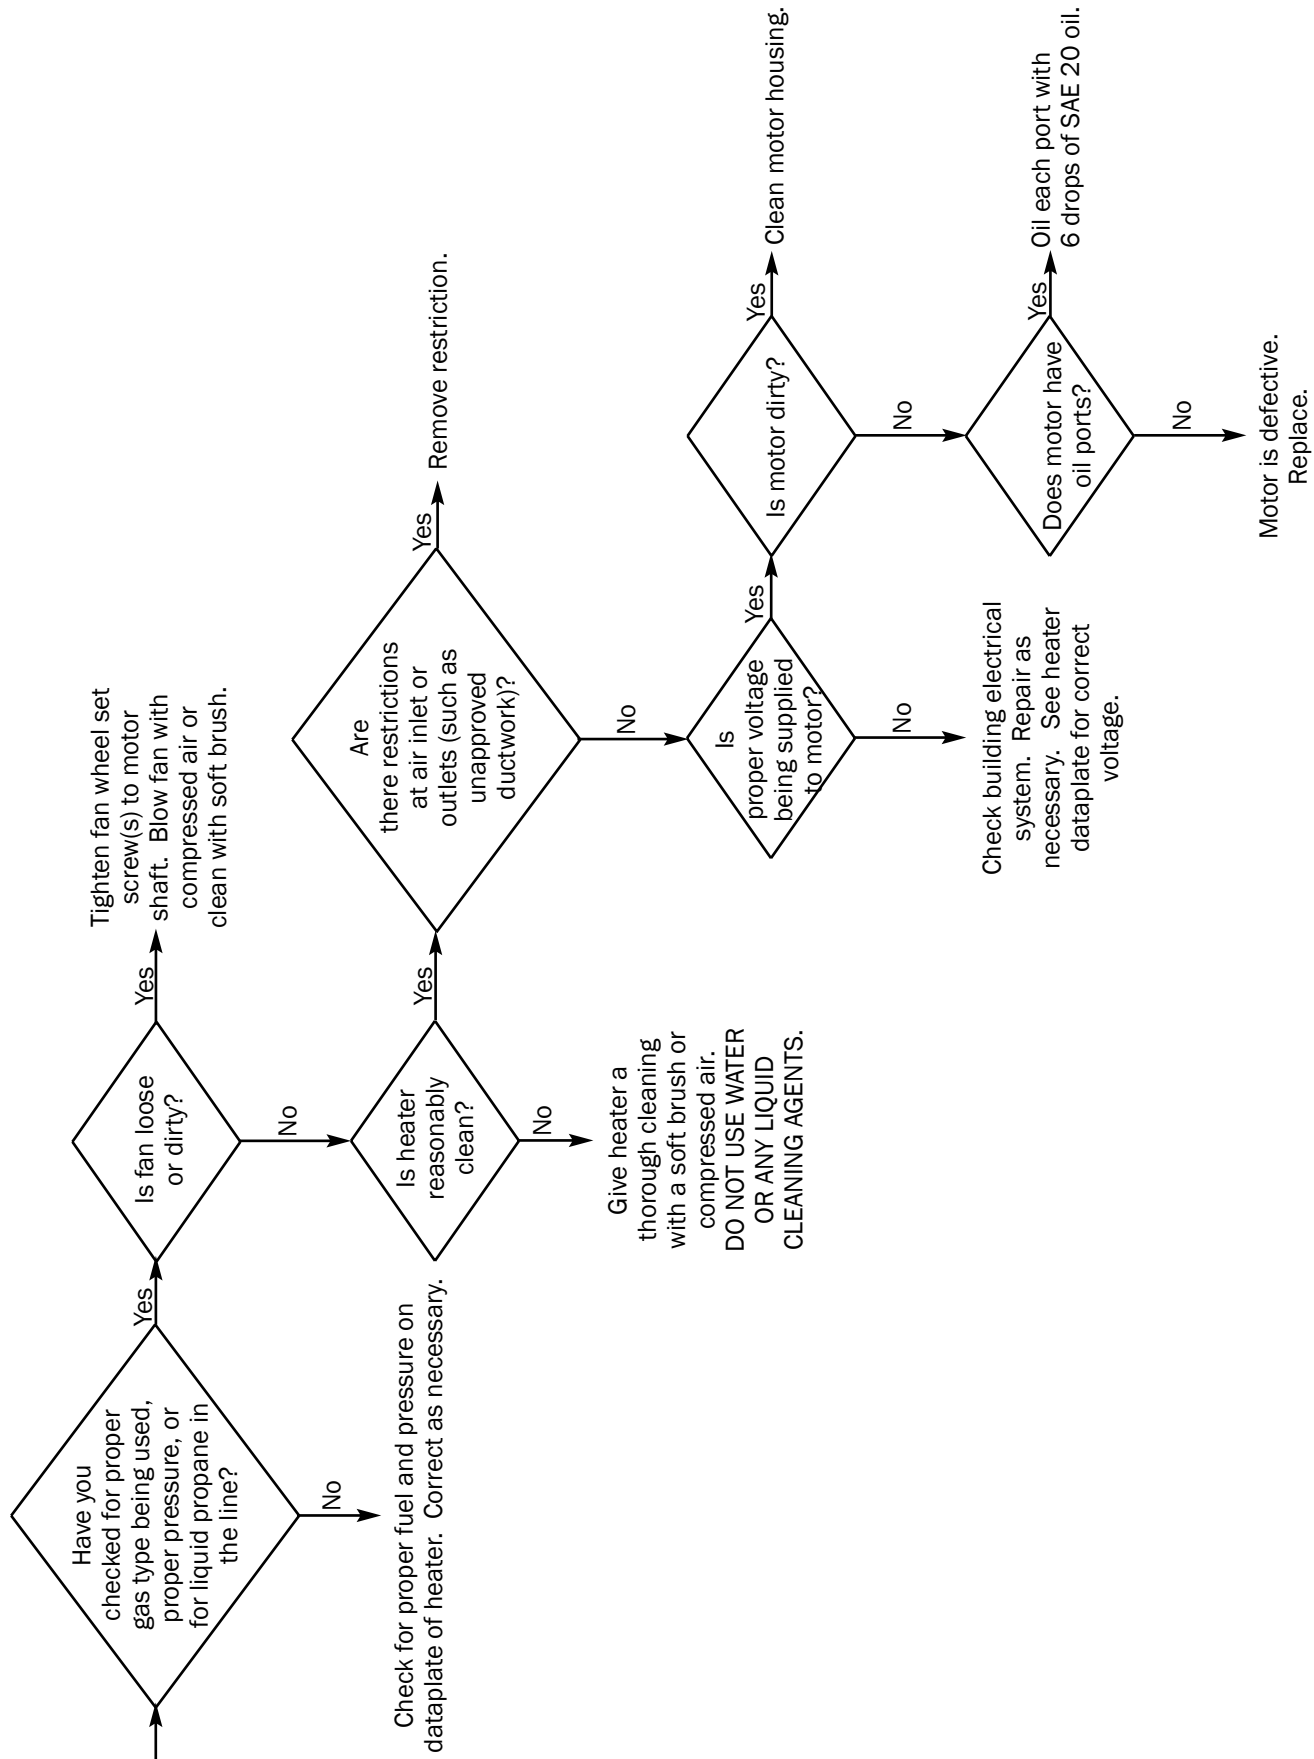 Have you
checked for proper
gas type being used,
proper pressure, or
for liquid propane in
the line?
Yes
No
Check for proper fuel and pressure on
dataplate of heater.  Correct as necessary.
Is fan loose
or dirty?
Yes
Tighten fan wheel set
screw(s) to motor
shaft.  Blow fan with
compressed air or
clean with soft brush.
No
Is heater
reasonably
clean?
Yes
No
Give heater a
thorough cleaning
with a soft brush or
compressed air.
DO NOT USE WATER
OR ANY LIQUID
CLEANING AGENTS.
Are
there restrictions
at air inlet or
outlets (such as
unapproved
ductwork)?
Yes
Remove restriction.
No
Is
proper voltage
being supplied
to motor?
Yes
No
Check building electrical
system.  Repair as
necessary.  See heater
dataplate for correct
voltage.
Is motor dirty?
Yes
Clean motor housing.
No
Does motor have
oil ports?
Yes
Oil each port with
6 drops of SAE 20 oil.
No
Motor is defective.
Replace.